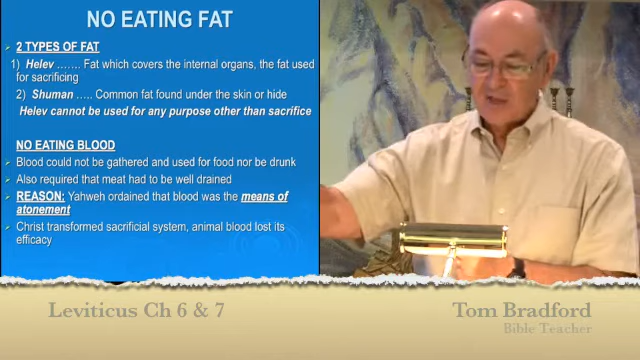 NO EATING FAT
➢ 2 TYPES OF FAT
1) Helev ……. Fat which covers the internal organs, the fat used
for sacrificing
2) Shuman ….. Common fat found under the skin or hide
Helev cannot be used for any purpose other than sacrifice
NO EATING BLOOD
➢ Blood could not be gathered and used for food nor be drunk
➢ Also required that meat had to be well drained
➢ REASON: Yahweh ordained that blood was the means of
atonement
➢ Christ transformed sacrificial system, animal blood lost its
efficacy
Leviticus Ch 6 & 7
Tom Bradford
Bible Teacher